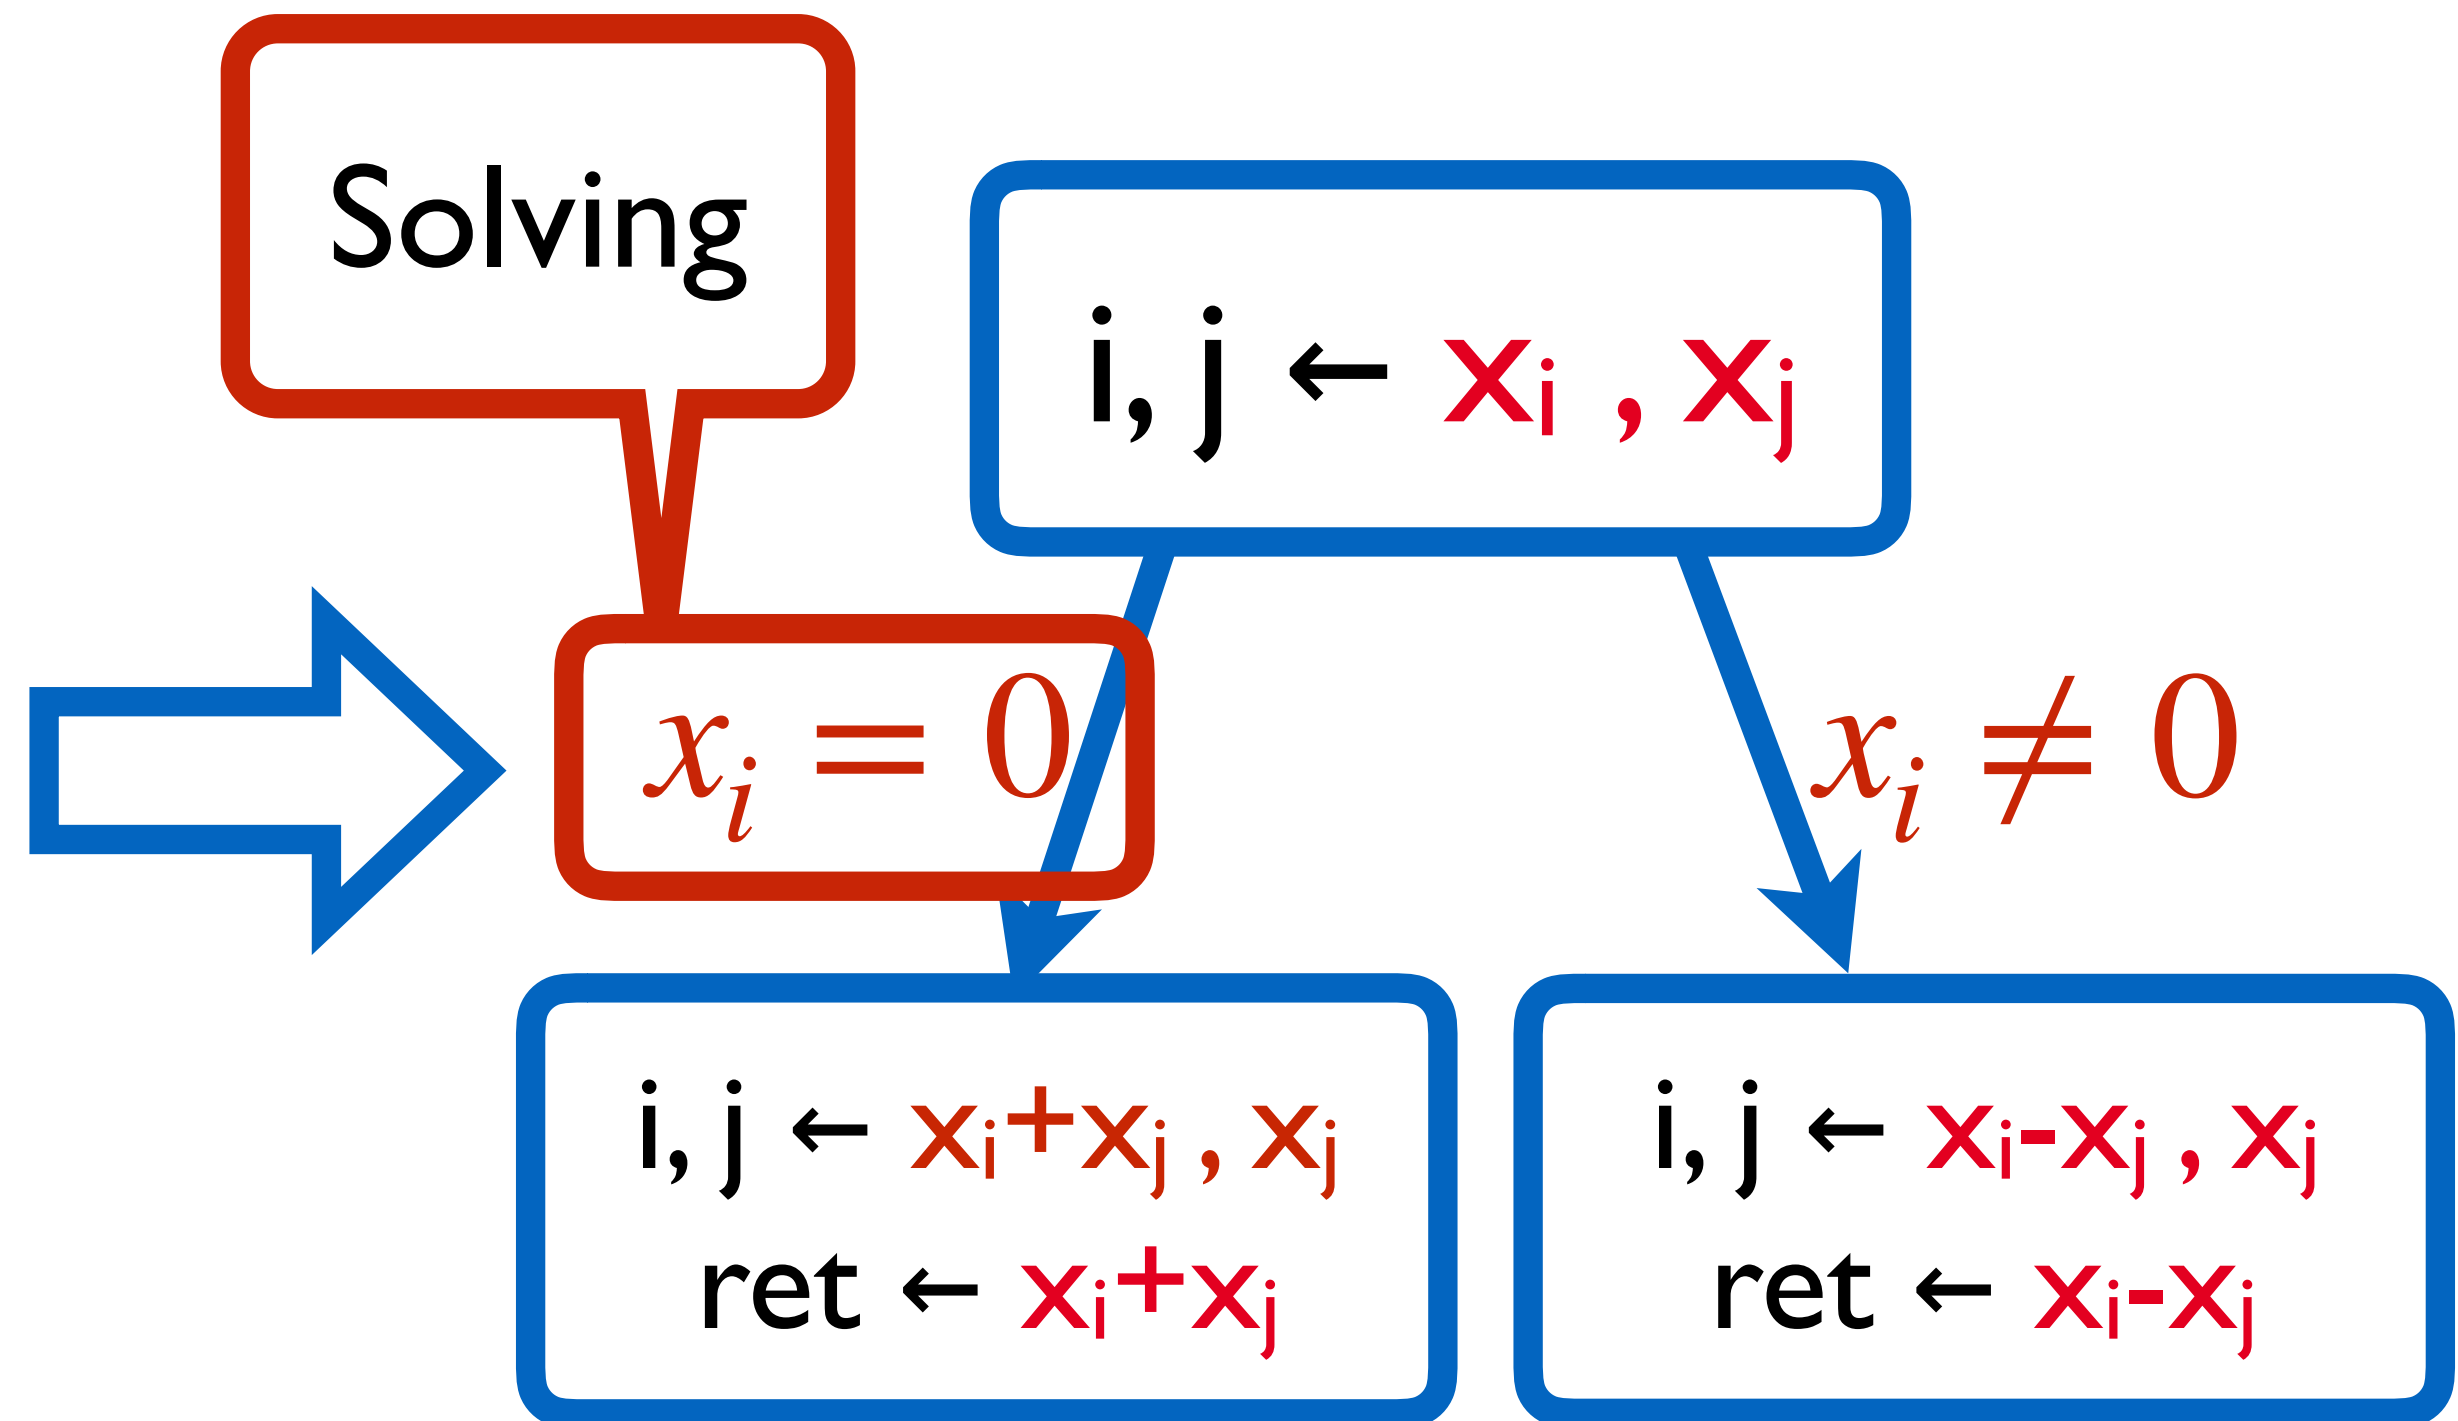 Solving
i, j ← xᵢ , xⱼ
xᵢ = 0
xᵢ ≠ 0
i, j ← xᵢ+xⱼ , xⱼ
ret ← xᵢ+xⱼ
i, j ← xᵢ-xⱼ , xⱼ
ret ← xᵢ-xⱼ